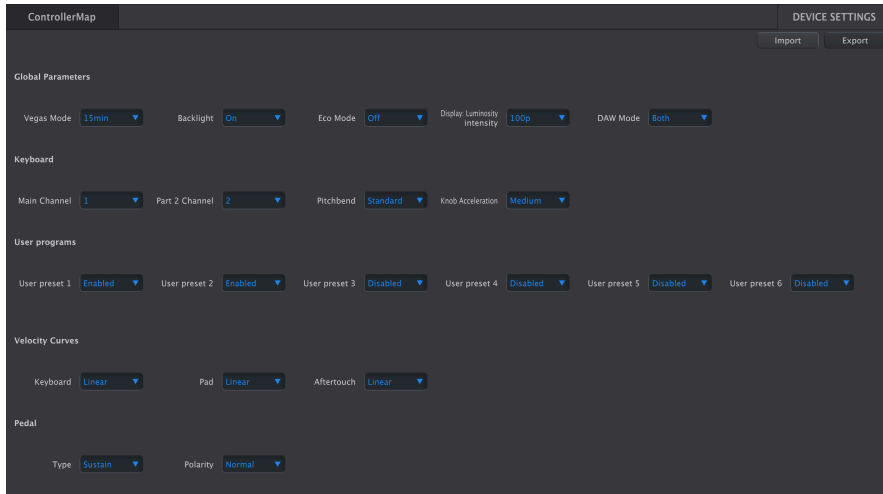 ControllerMap DEVICE SETTINGS
Import Export
Global Parameters
Vegas Mode 15min Backlight On Eco Mode Off Display: Luminosity intensity 100p DAW Mode Both
Keyboard
Main Channel 1 Part 2 Channel 2 Pitchbend Standard Knob Acceleration Medium
User programs
User preset 1 Enabled User preset 2 Enabled User preset 3 Disabled User preset 4 Disabled User preset 5 Disabled User preset 6 Disabled
Velocity Curves
Keyboard Linear Pad Linear Aftertouch Linear
Pedal
Type Sustain Polarity Normal